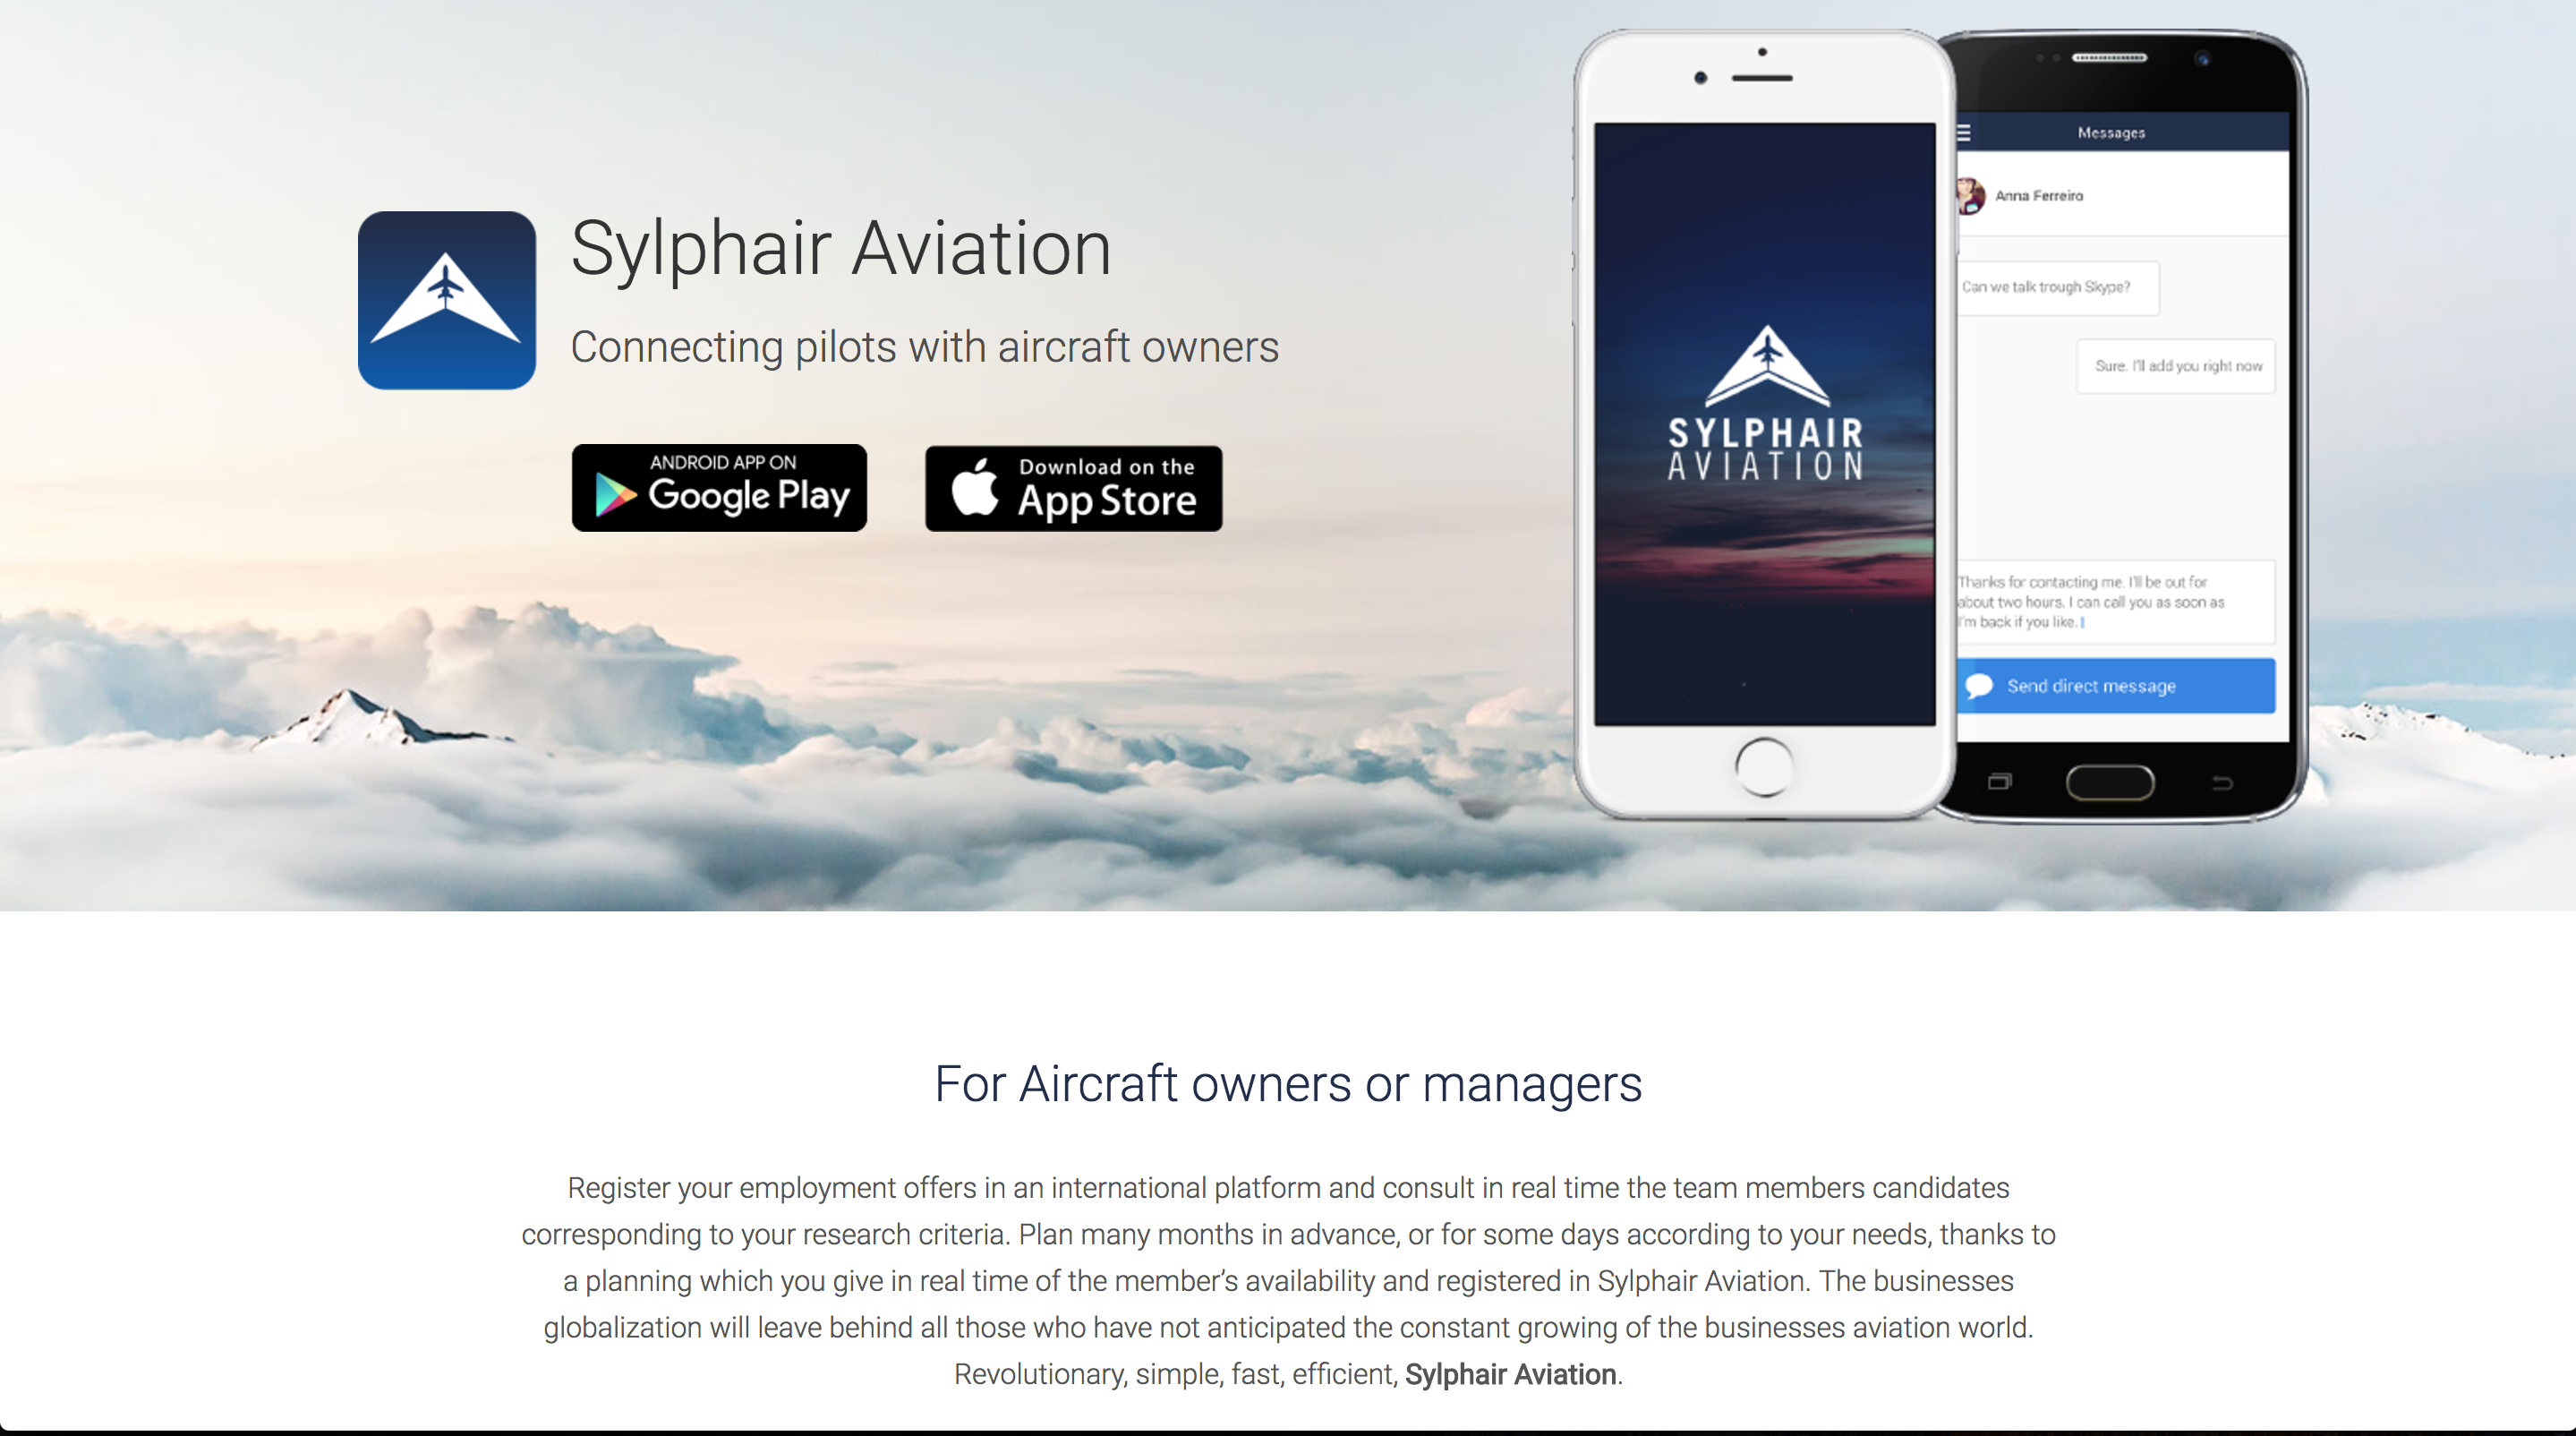 Sylphair Aviation
Connecting pilots with aircraft owners
ANDROID APP ON
Google Play
Download on the
App Store
SYLPHAIR
AVIATION
Messages
Anna Ferreiro
Can we talk trough Skype?
Sure. I'll add you right now
Thanks for contacting me. I'll be out for
about two hours. I can call you as soon as
I'm back if you like.
Send direct message
For Aircraft owners or managers
Register your employment offers in an international platform and consult in real time the team members candidates
corresponding to your research criteria. Plan many months in advance, or for some days according to your needs, thanks to
a planning which you give in real time of the member’s availability and registered in Sylphair Aviation. The businesses
globalization will leave behind all those who have not anticipated the constant growing of the businesses aviation world.
Revolutionary, simple, fast, efficient, Sylphair Aviation.